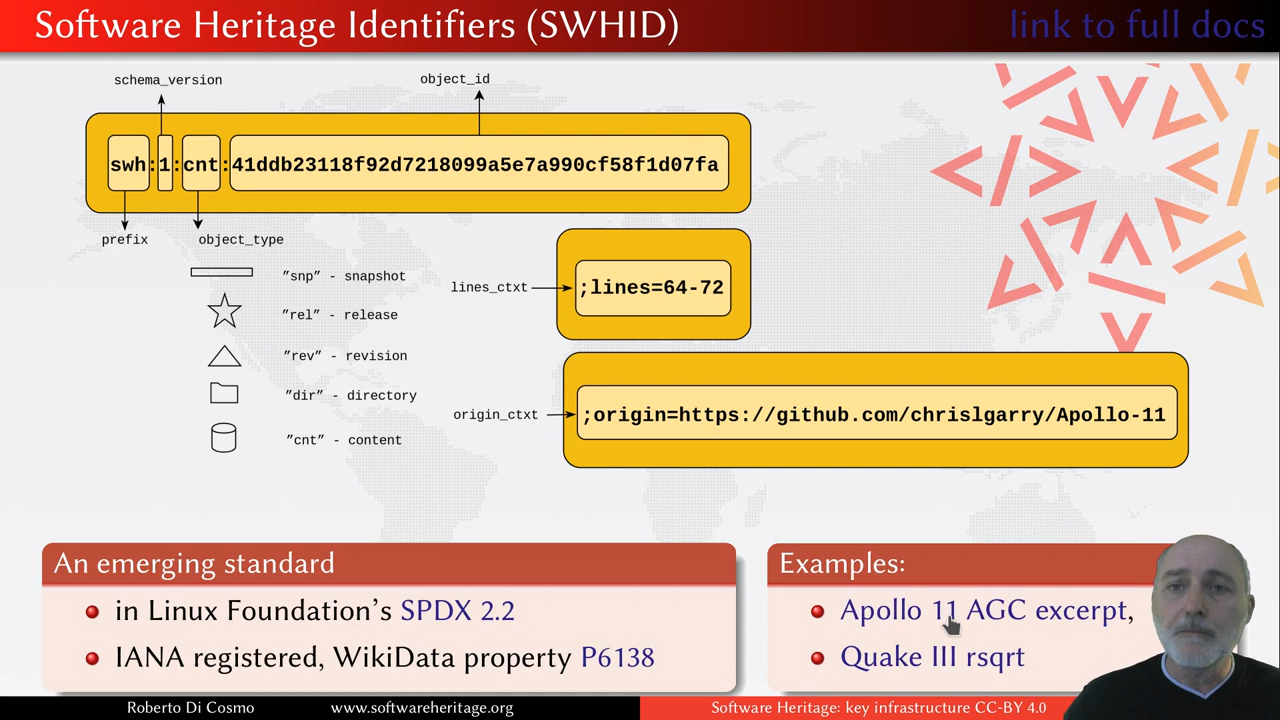 Software Heritage Identifiers (SWHID)
link to full docs
schema_version
object_id
swh:1:cnt:41ddb23118f92d7218099a5e7a990cf58f1d07fa
prefix
object_type
”snp” - snapshot
”rel” - release
”rev” - revision
”dir” - directory
”cnt” - content
lines_ctxt
;lines=64-72
origin_ctxt
;origin=https://github.com/chrislgarry/Apollo-11
An emerging standard
in Linux Foundation’s SPDX 2.2
IANA registered, WikiData property P6138
Examples:
Apollo 11 AGC excerpt,
Quake III rsqrt
Roberto Di Cosmo
www.softwareheritage.org
Software Heritage: key infrastructure CC-BY 4.0